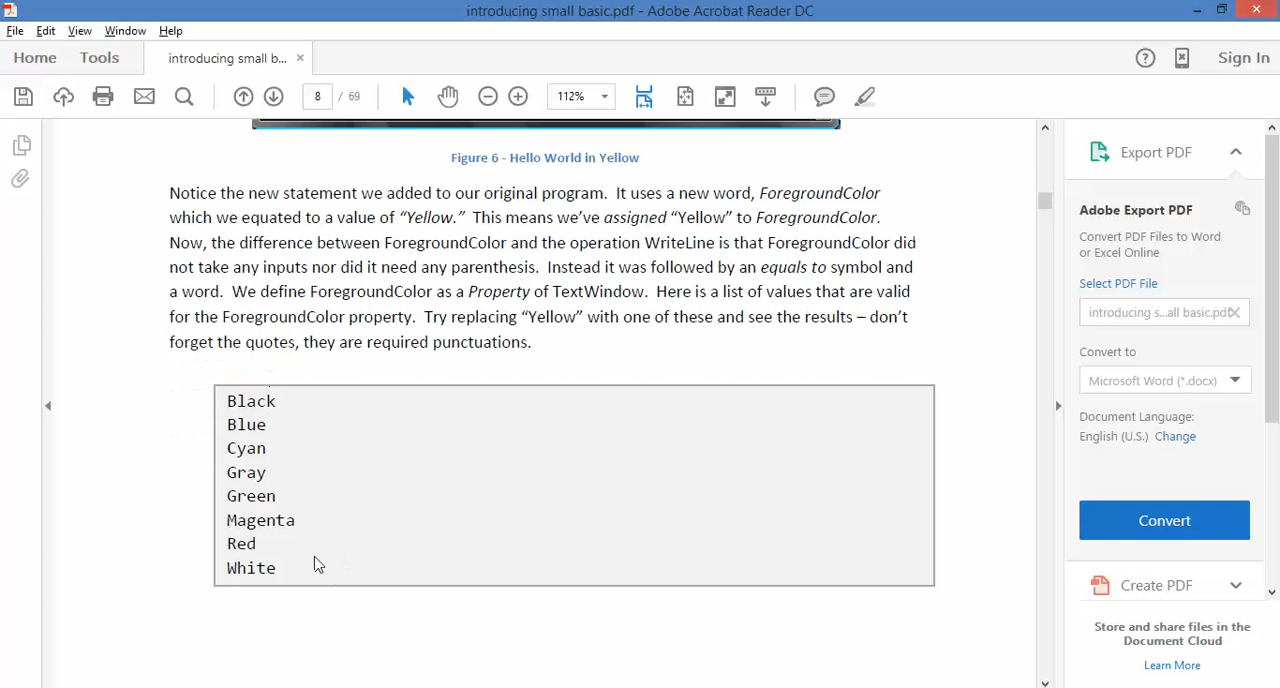 introducing small basic.pdf - Adobe Acrobat Reader DC
File Edit View Window Help
Home Tools introducing small b... × Sign In
8 / 69 112%
Figure 6 - Hello World in Yellow
Notice the new statement we added to our original program. It uses a new word, ForegroundColor
which we equated to a value of “Yellow.” This means we’ve assigned “Yellow” to ForegroundColor.
Now, the difference between ForegroundColor and the operation WriteLine is that ForegroundColor did
not take any inputs nor did it need any parenthesis. Instead it was followed by an equals to symbol and
a word. We define ForegroundColor as a Property of TextWindow. Here is a list of values that are valid
for the ForegroundColor property. Try replacing “Yellow” with one of these and see the results – don’t
forget the quotes, they are required punctuations.
Black
Blue
Cyan
Gray
Green
Magenta
Red
White
Export PDF
Adobe Export PDF
Convert PDF Files to Word
or Excel Online
Select PDF File
introducing s...all basic.pdf
Convert to
Microsoft Word (*.docx)
Document Language:
English (U.S.) Change
Convert
Create PDF
Store and share files in the
Document Cloud
Learn More